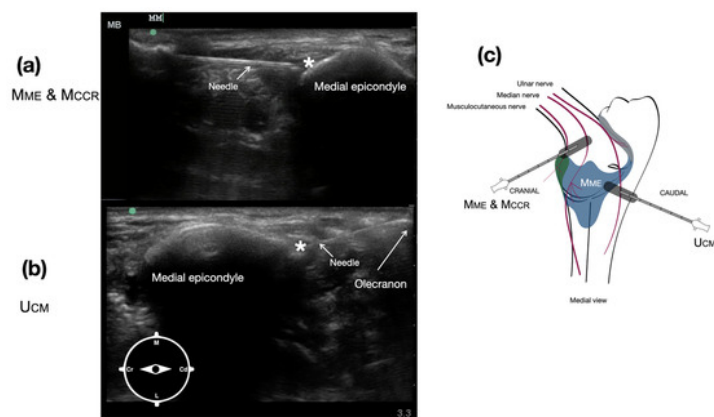 (a)
MME & MCCR
MB
MM
Needle
*
Medial epicondyle
(b)
UCM
Medial epicondyle
*
Needle
Olecranon
M
Cr
Cd
L
3.3
(c)
Ulnar nerve
Median nerve
Musculocutaneous nerve
MME
CRANIAL
CAUDAL
MME & MCCR
UCM
Medial view